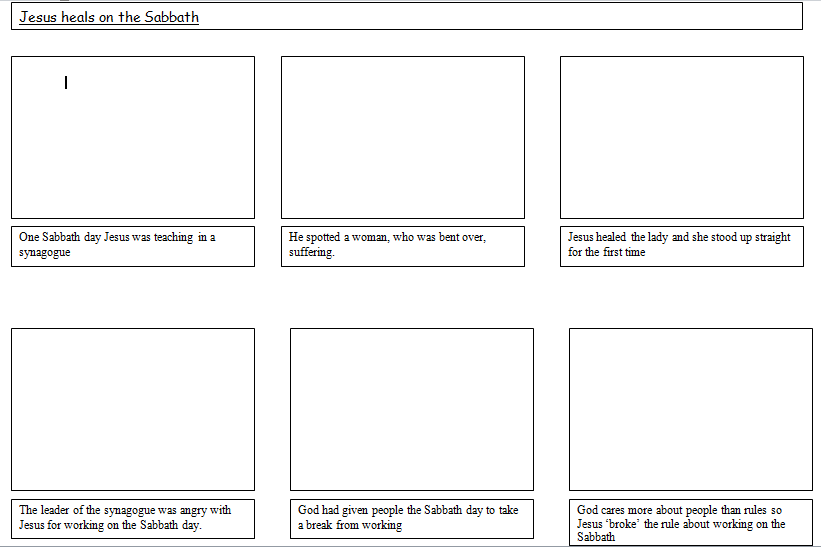 Jesus heals on the Sabbath
One Sabbath day Jesus was teaching in a
synagogue
He spotted a woman, who was bent over,
suffering.
Jesus healed the lady and she stood up straight
for the first time
The leader of the synagogue was angry with
Jesus for working on the Sabbath day.
God had given people the Sabbath day to take
a break from working
God cares more about people than rules so
Jesus ‘broke’ the rule about working on the
Sabbath